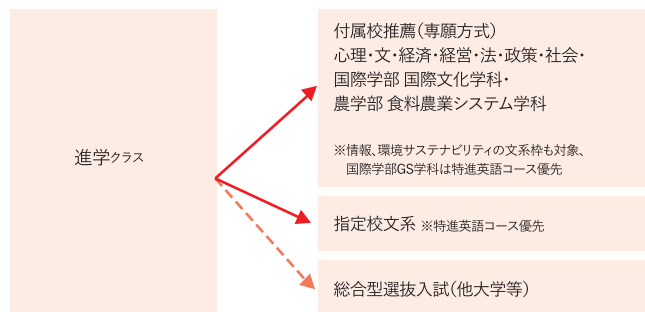 進学クラス
付属校推薦(専願方式)
心理・文・経済・経営・法・政策・社会・
国際学部 国際文化学科・
農学部 食料農業システム学科
※情報、環境サステナビリティの文系枠も対象、
国際学部GS学科は特進英語コース優先
指定校文系 ※特進英語コース優先
総合型選抜入試(他大学等)